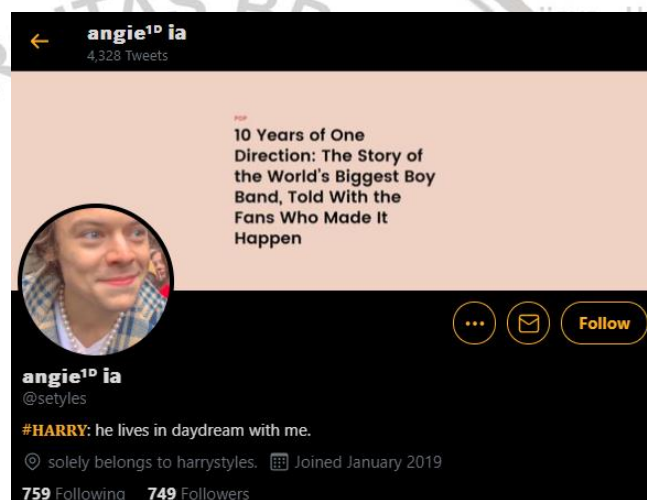 angie¹ᴰ ia
4,328 Tweets
POP
10 Years of One
Direction: The Story of
the World's Biggest Boy
Band, Told With the
Fans Who Made It
Happen
Follow
angie¹ᴰ ia
@setyles
#HARRY: he lives in daydream with me.
solely belongs to harrystyles. Joined January 2019
759 Following 749 Followers